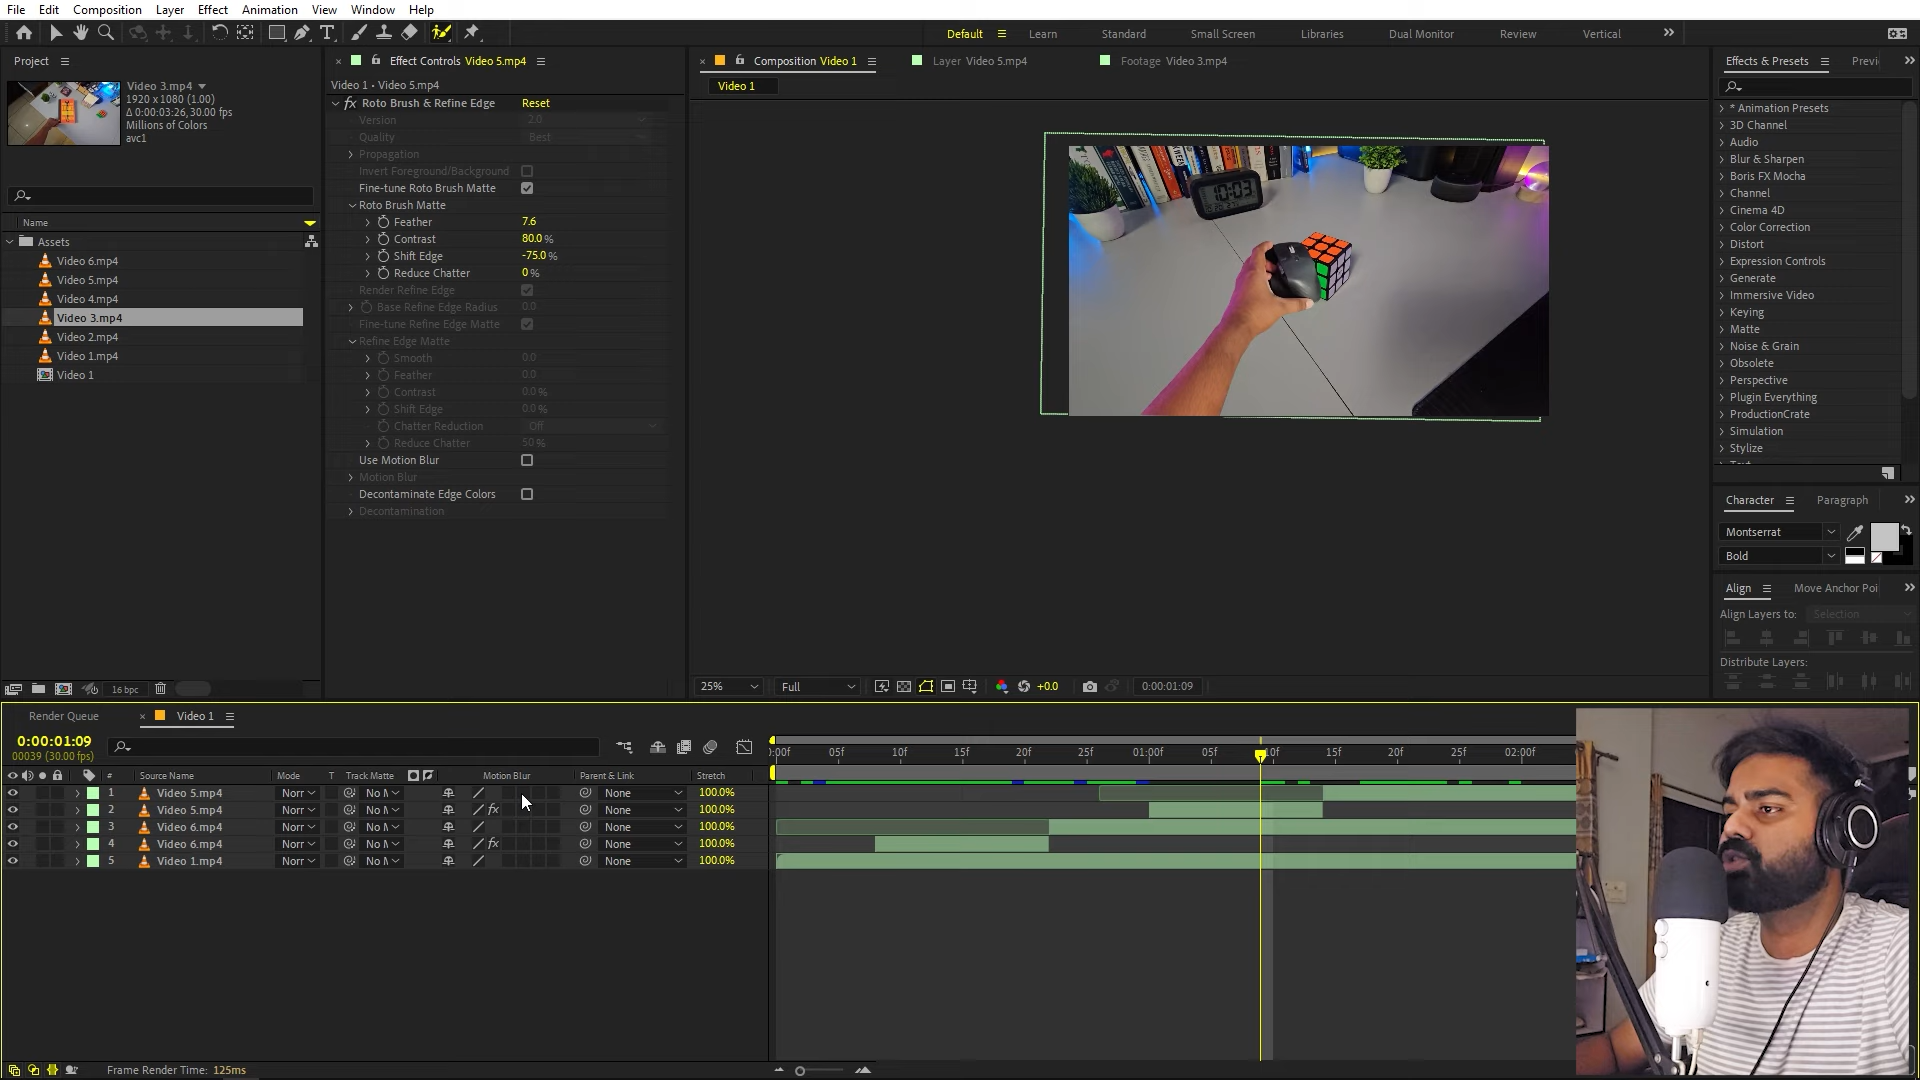 File Edit Composition Layer Effect Animation View Window Help
Default Learn Standard Small Screen Libraries Dual Monitor Review Vertical
Project
Video 3.mp4
1920 x 1080 (1.00)
Δ 0:00:03:26, 30.00 fps
Millions of Colors
avc1
Name
Assets
Video 6.mp4
Video 5.mp4
Video 4.mp4
Video 3.mp4
Video 2.mp4
Video 1.mp4
Video 1
16 bpc
Effect Controls Video 5.mp4
Video 1 • Video 5.mp4
fx Roto Brush & Refine Edge Reset
Version 2.0
Quality Best
Propagation
Invert Foreground/Background
Fine-tune Roto Brush Matte
Roto Brush Matte
Feather 7.6
Contrast 80.0 %
Shift Edge -75.0 %
Reduce Chatter 0 %
Render Refine Edge
Base Refine Edge Radius 0.0
Fine-tune Refine Edge Matte
Refine Edge Matte
Smooth 0.0
Feather 0.0
Contrast 0.0 %
Shift Edge 0.0 %
Chatter Reduction Off
Reduce Chatter 50 %
Use Motion Blur
Motion Blur
Decontaminate Edge Colors
Decontamination
Composition Video 1 Layer Video 5.mp4 Footage Video 3.mp4
Video 1
10:03
25% Full +0.0 0:00:01:09
Effects & Presets Previ
* Animation Presets
3D Channel
Audio
Blur & Sharpen
Boris FX Mocha
Channel
Cinema 4D
Color Correction
Distort
Expression Controls
Generate
Immersive Video
Keying
Matte
Noise & Grain
Obsolete
Perspective
Plugin Everything
ProductionCrate
Simulation
Stylize
Text
Character Paragraph
Montserrat
Bold
Align Move Anchor Poi
Align Layers to: Selection
Distribute Layers:
Render Queue Video 1
0:00:01:09
00039 (30.00 fps)
:00f 05f 10f 15f 20f 25f 01:00f 05f 10f 15f 20f 25f 02:00f
# Source Name Mode T Track Matte Motion Blur Parent & Link Stretch
1 Video 5.mp4 Norr No M None 100.0%
2 Video 5.mp4 Norr No M fx None 100.0%
3 Video 6.mp4 Norr No M None 100.0%
4 Video 6.mp4 Norr No M fx None 100.0%
5 Video 1.mp4 Norr No M None 100.0%
Frame Render Time: 125ms